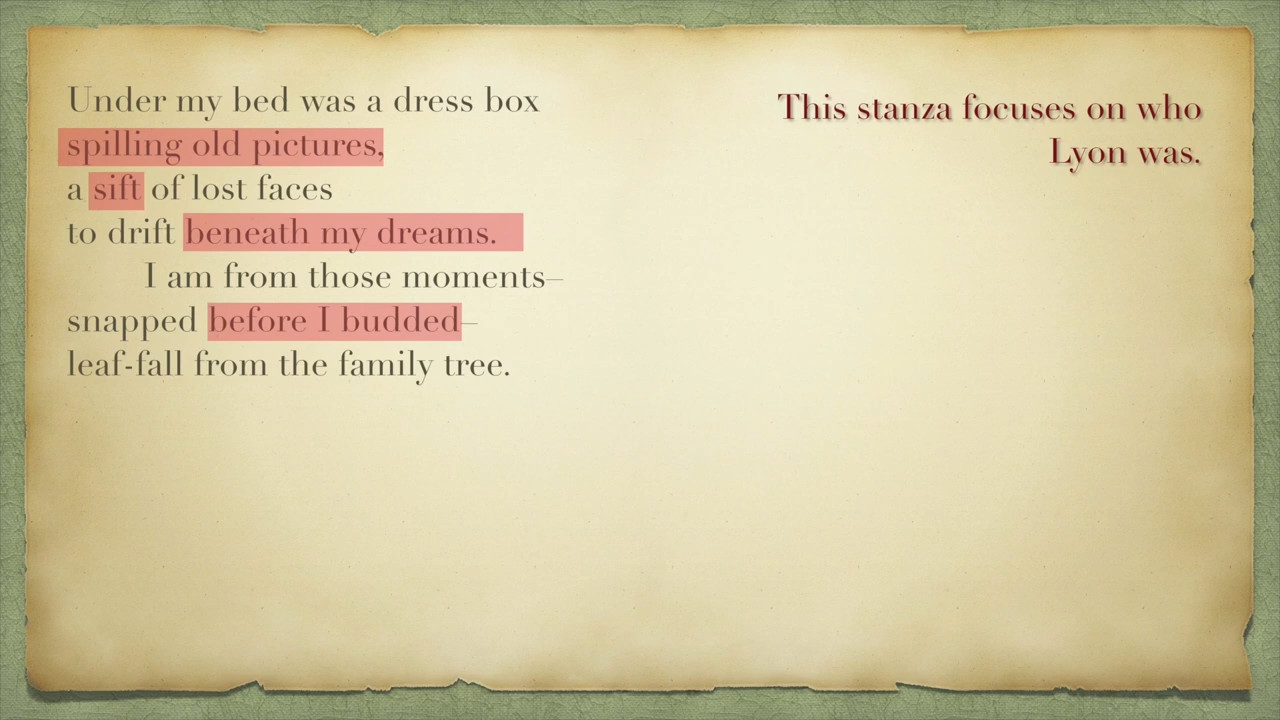 Under my bed was a dress box
spilling old pictures,
a sift of lost faces
to drift beneath my dreams.
I am from those moments–
snapped before I budded–
leaf-fall from the family tree.
This stanza focuses on who
Lyon was.